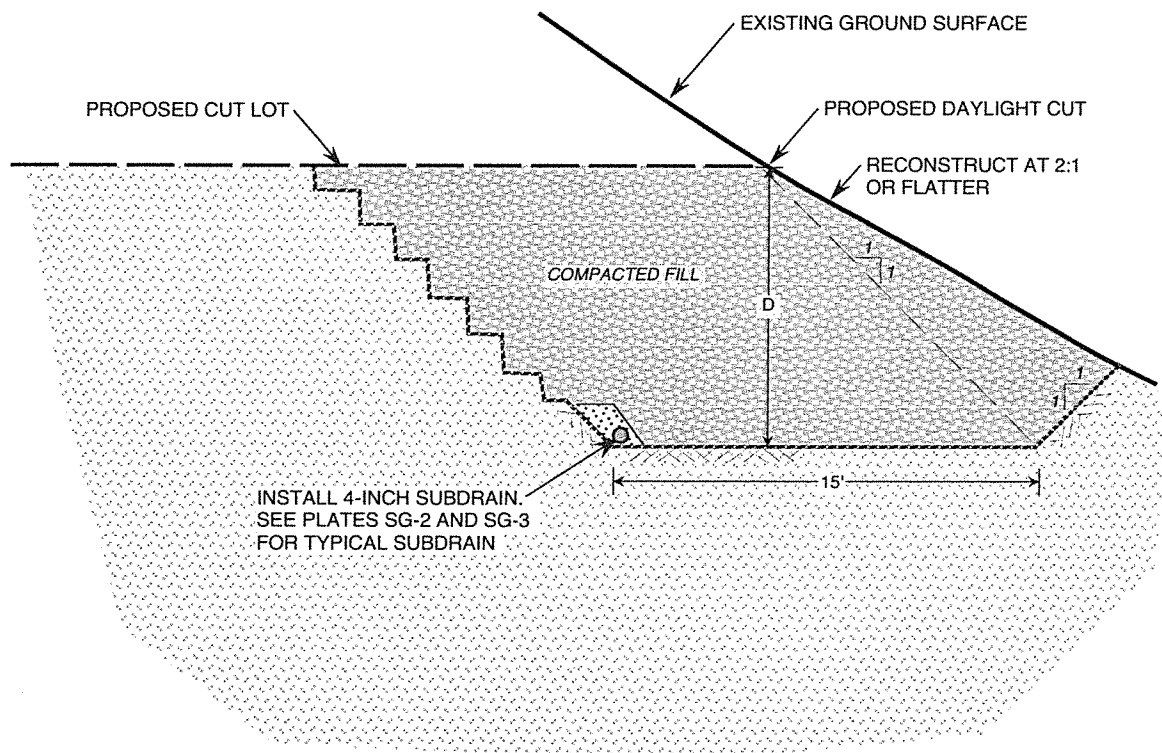 EXISTING GROUND SURFACE
PROPOSED CUT LOT
PROPOSED DAYLIGHT CUT
RECONSTRUCT AT 2:1
OR FLATTER
1
1
COMPACTED FILL
D
1
1
15'
INSTALL 4-INCH SUBDRAIN.
SEE PLATES SG-2 AND SG-3
FOR TYPICAL SUBDRAIN